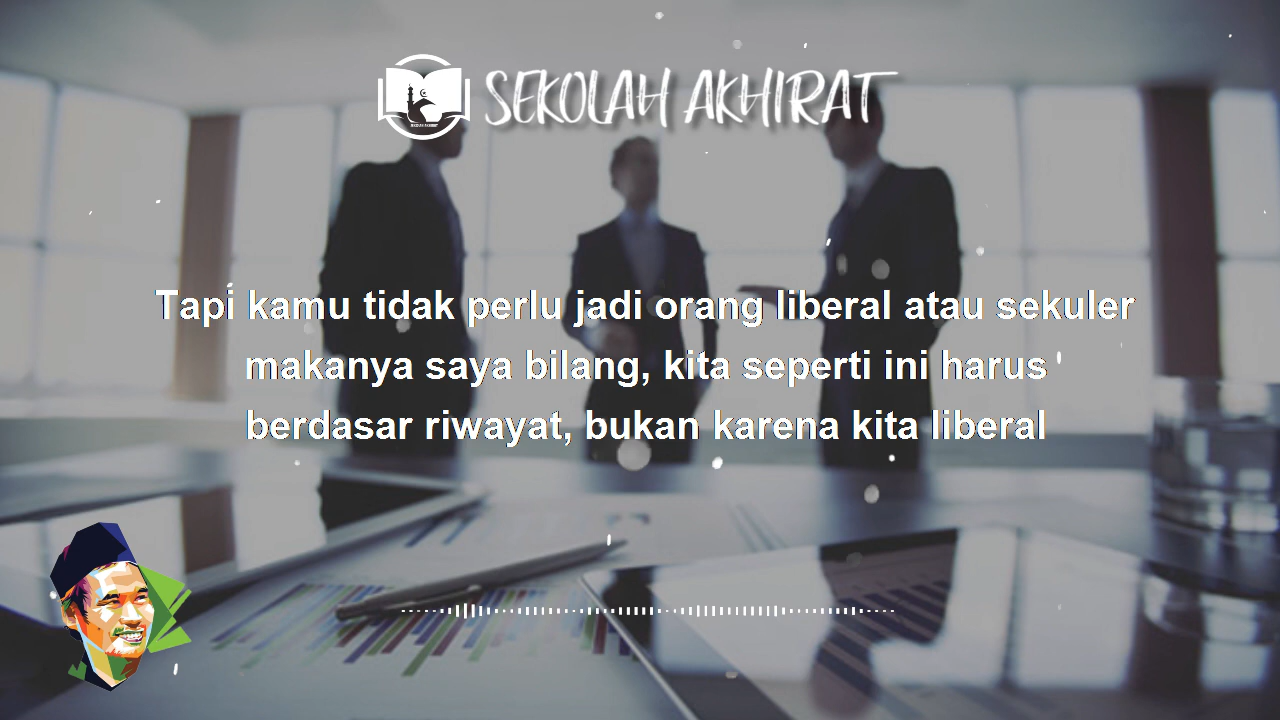 SEKOLAH AKHIRAT
Tapi kamu tidak perlu jadi orang liberal atau sekuler
makanya saya bilang, kita seperti ini harus
berdasar riwayat, bukan karena kita liberal